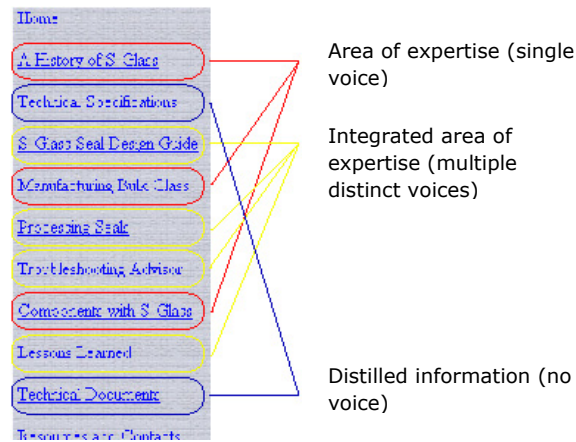 Home
A History of S Glass
Technical Specifications
S Glass Seal Design Guide
Manufacturing Bulk Glass
Processing Seals
Troubleshooting Advisor
Components with S Glass
Lessons Learned
Technical Documents
Resources and Contacts
Area of expertise (single
voice)
Integrated area of
expertise (multiple
distinct voices)
Distilled information (no
voice)